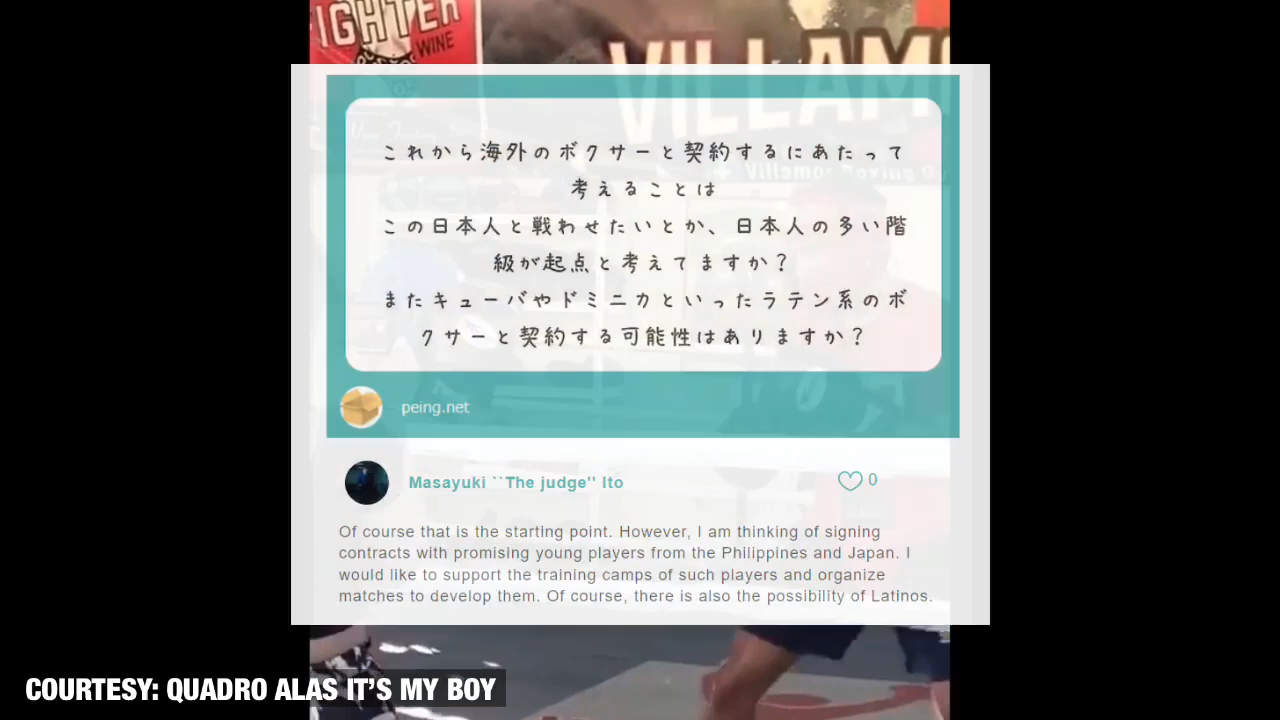 FIGHTER
WINE
VILLAM
Villamor Boxing Gy
これから海外のボクサーと契約するにあたって
考えることは
この日本人と戦わせたいとか、日本人の多い階
級が起点と考えてますか？
またキューバやドミニカといったラテン系のボ
クサーと契約する可能性はありますか？
peing.net
Masayuki ``The judge'' Ito
0
Of course that is the starting point. However, I am thinking of signing
contracts with promising young players from the Philippines and Japan. I
would like to support the training camps of such players and organize
matches to develop them. Of course, there is also the possibility of Latinos.
COURTESY: QUADRO ALAS IT'S MY BOY